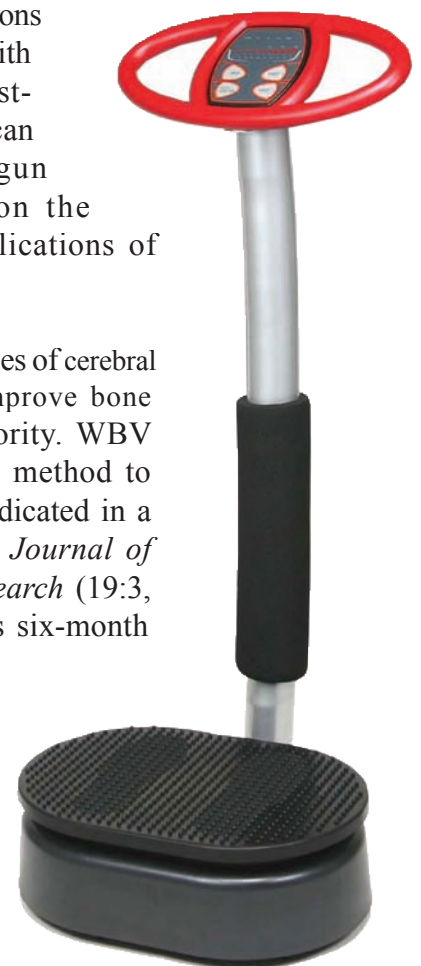 ons
ith
st-
can
gun
on the
lications of
es of cerebral
nprove bone
ority. WBV
method to
dicated in a
Journal of
earch (19:3,
s six-month